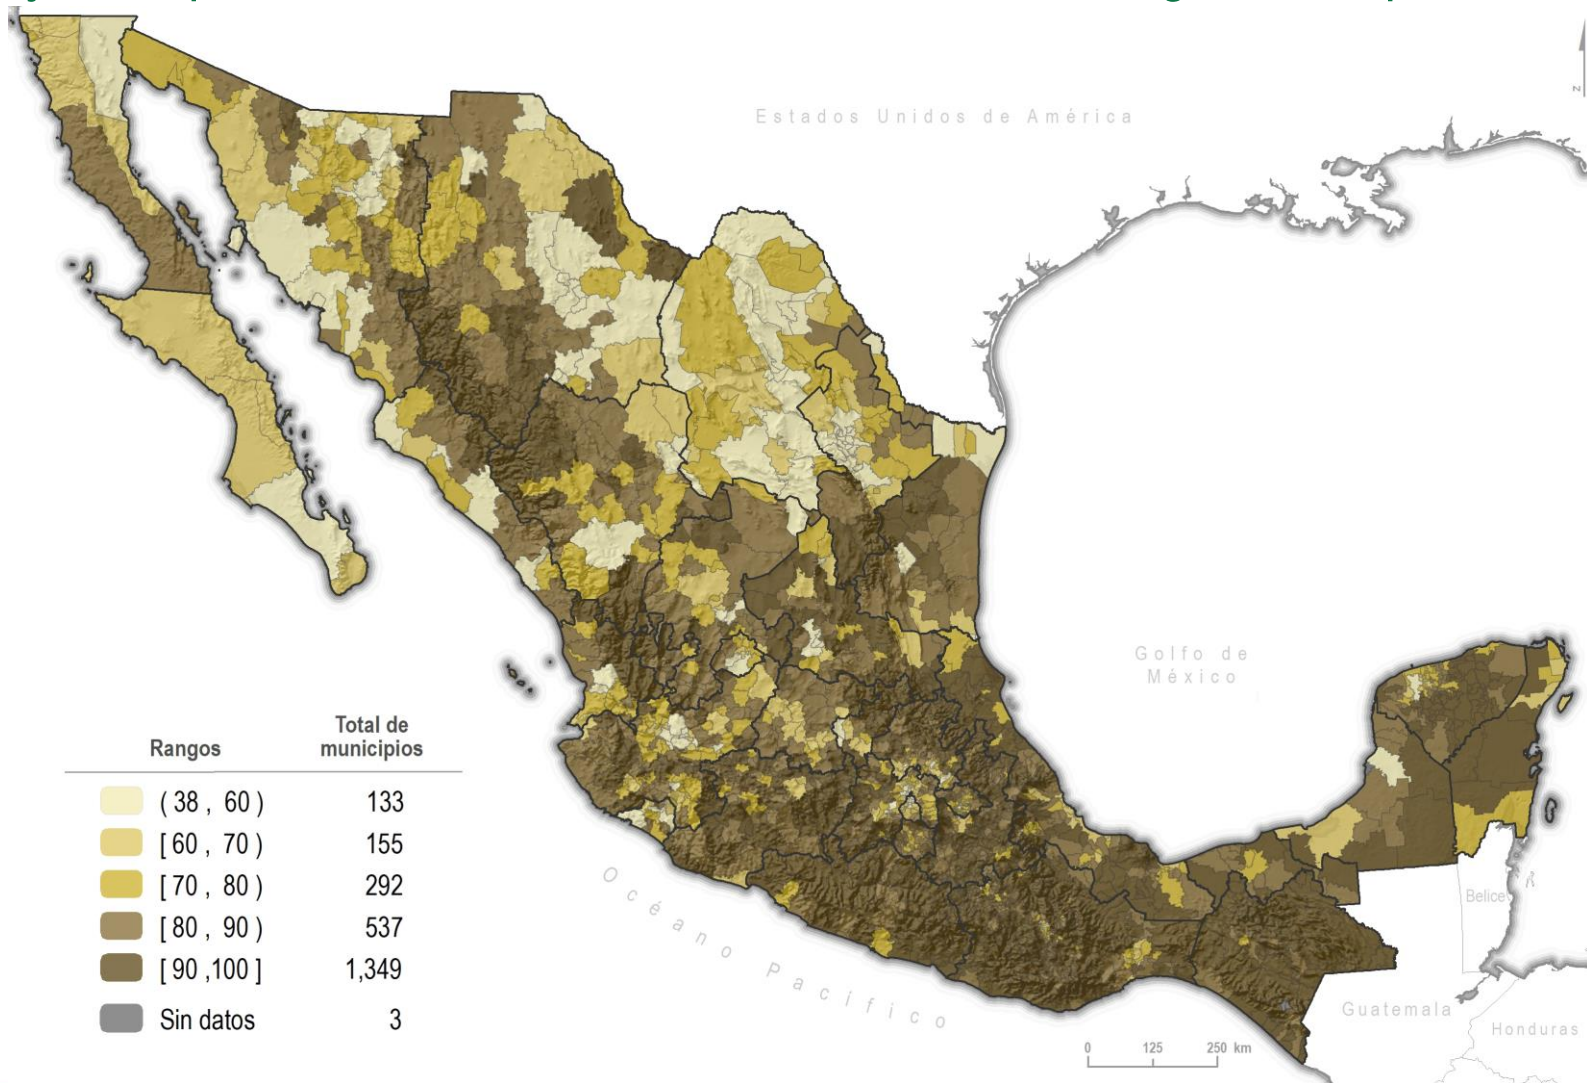 Estados Unidos de América
z
Golfo de
México
Rangos
Total de
municipios
( 38 , 60 ) 133
[ 60 , 70 ) 155
[ 70 , 80 ) 292
[ 80 , 90 ) 537
[ 90 ,100 ] 1,349
Sin datos 3
Océano Pacífico
Belice
Guatemala
Honduras
0 125 250 km